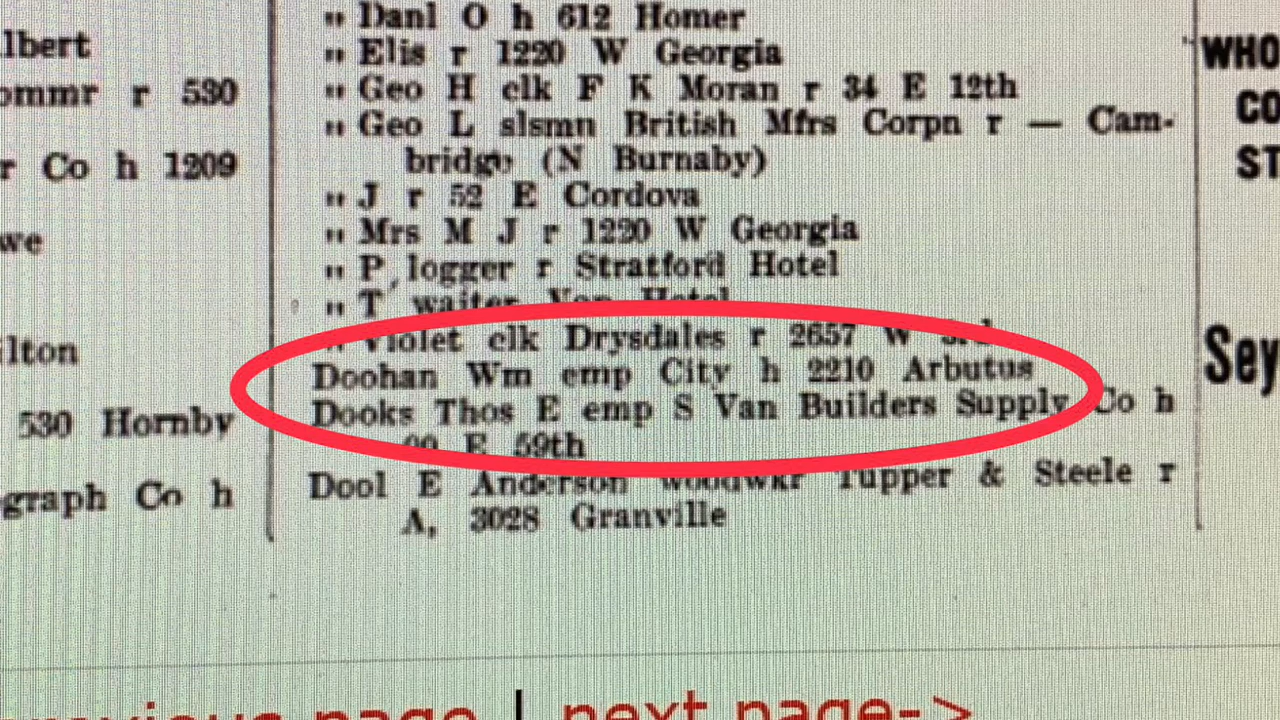 lbert
ommr r 530
r Co h 1209
we
lton
530 Hornby
graph Co h
" Danl O h 612 Homer
" Elis r 1220 W Georgia
" Geo H clk F K Moran r 34 E 12th
" Geo L slsmn British Mfrs Corpn r — Cam-
bridge (N Burnaby)
" J r 52 E Cordova
" Mrs M J r 1220 W Georgia
" P logger r Stratford Hotel
" T waiter Van Hotel
" Violet clk Drysdales r 2657 W
Doohan Wm emp City h 2210 Arbutus
Dooks Thos E emp S Van Builders Supply Co h
E 59th
Dool E Anderson woodwkr Tupper & Steele r
A, 3028 Granville
WHO
CO
ST
Sey
previous page | next page->